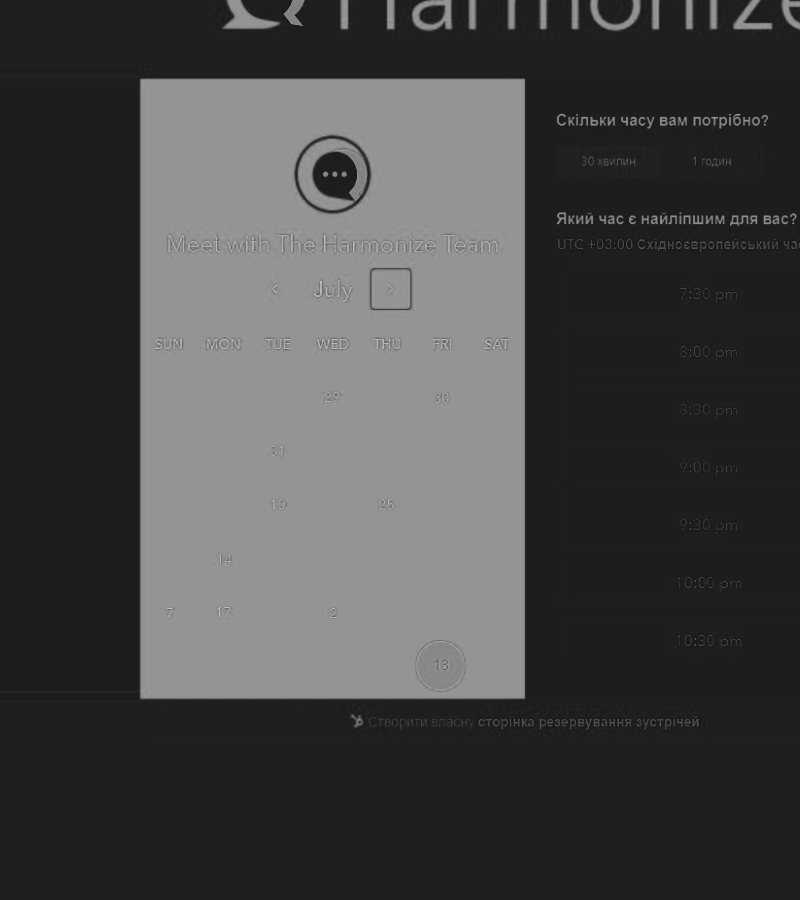 Harmonize
Meet with The Harmonize Team
July
SUN MON TUE WED THU FRI SAT
29 30
31
10 25
14
7 17 2
13
Скільки часу вам потрібно?
30 хвилин 1 годин
Який час є найліпшим для вас?
UTC +03:00 Східноєвропейський час
7:30 pm
8:00 pm
8:30 pm
9:00 pm
9:30 pm
10:00 pm
10:30 pm
Створити власну сторінка резервування зустрічей